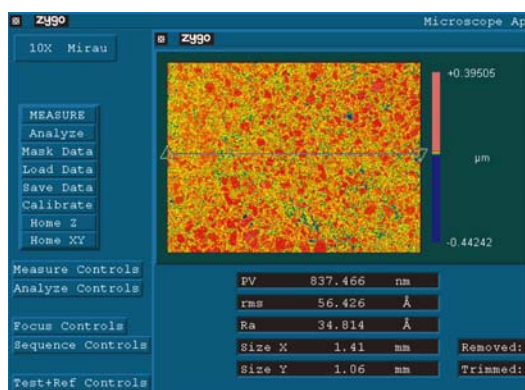 zygo
Microscope Ap
10X Mirau
zygo
+0.39505
µm
-0.44242
MEASURE
Analyze
Mask Data
Load Data
Save Data
Calibrate
Home Z
Home XY
Measure Controls
Analyze Controls
Focus Controls
Sequence Controls
Test+Ref Controls
PV 837.466 nm
rms 56.426 Å
Ra 34.814 Å
Size X 1.41 mm
Size Y 1.06 mm
Removed:
Trimmed: